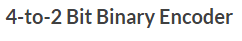 4-to-2 Bit Binary Encoder